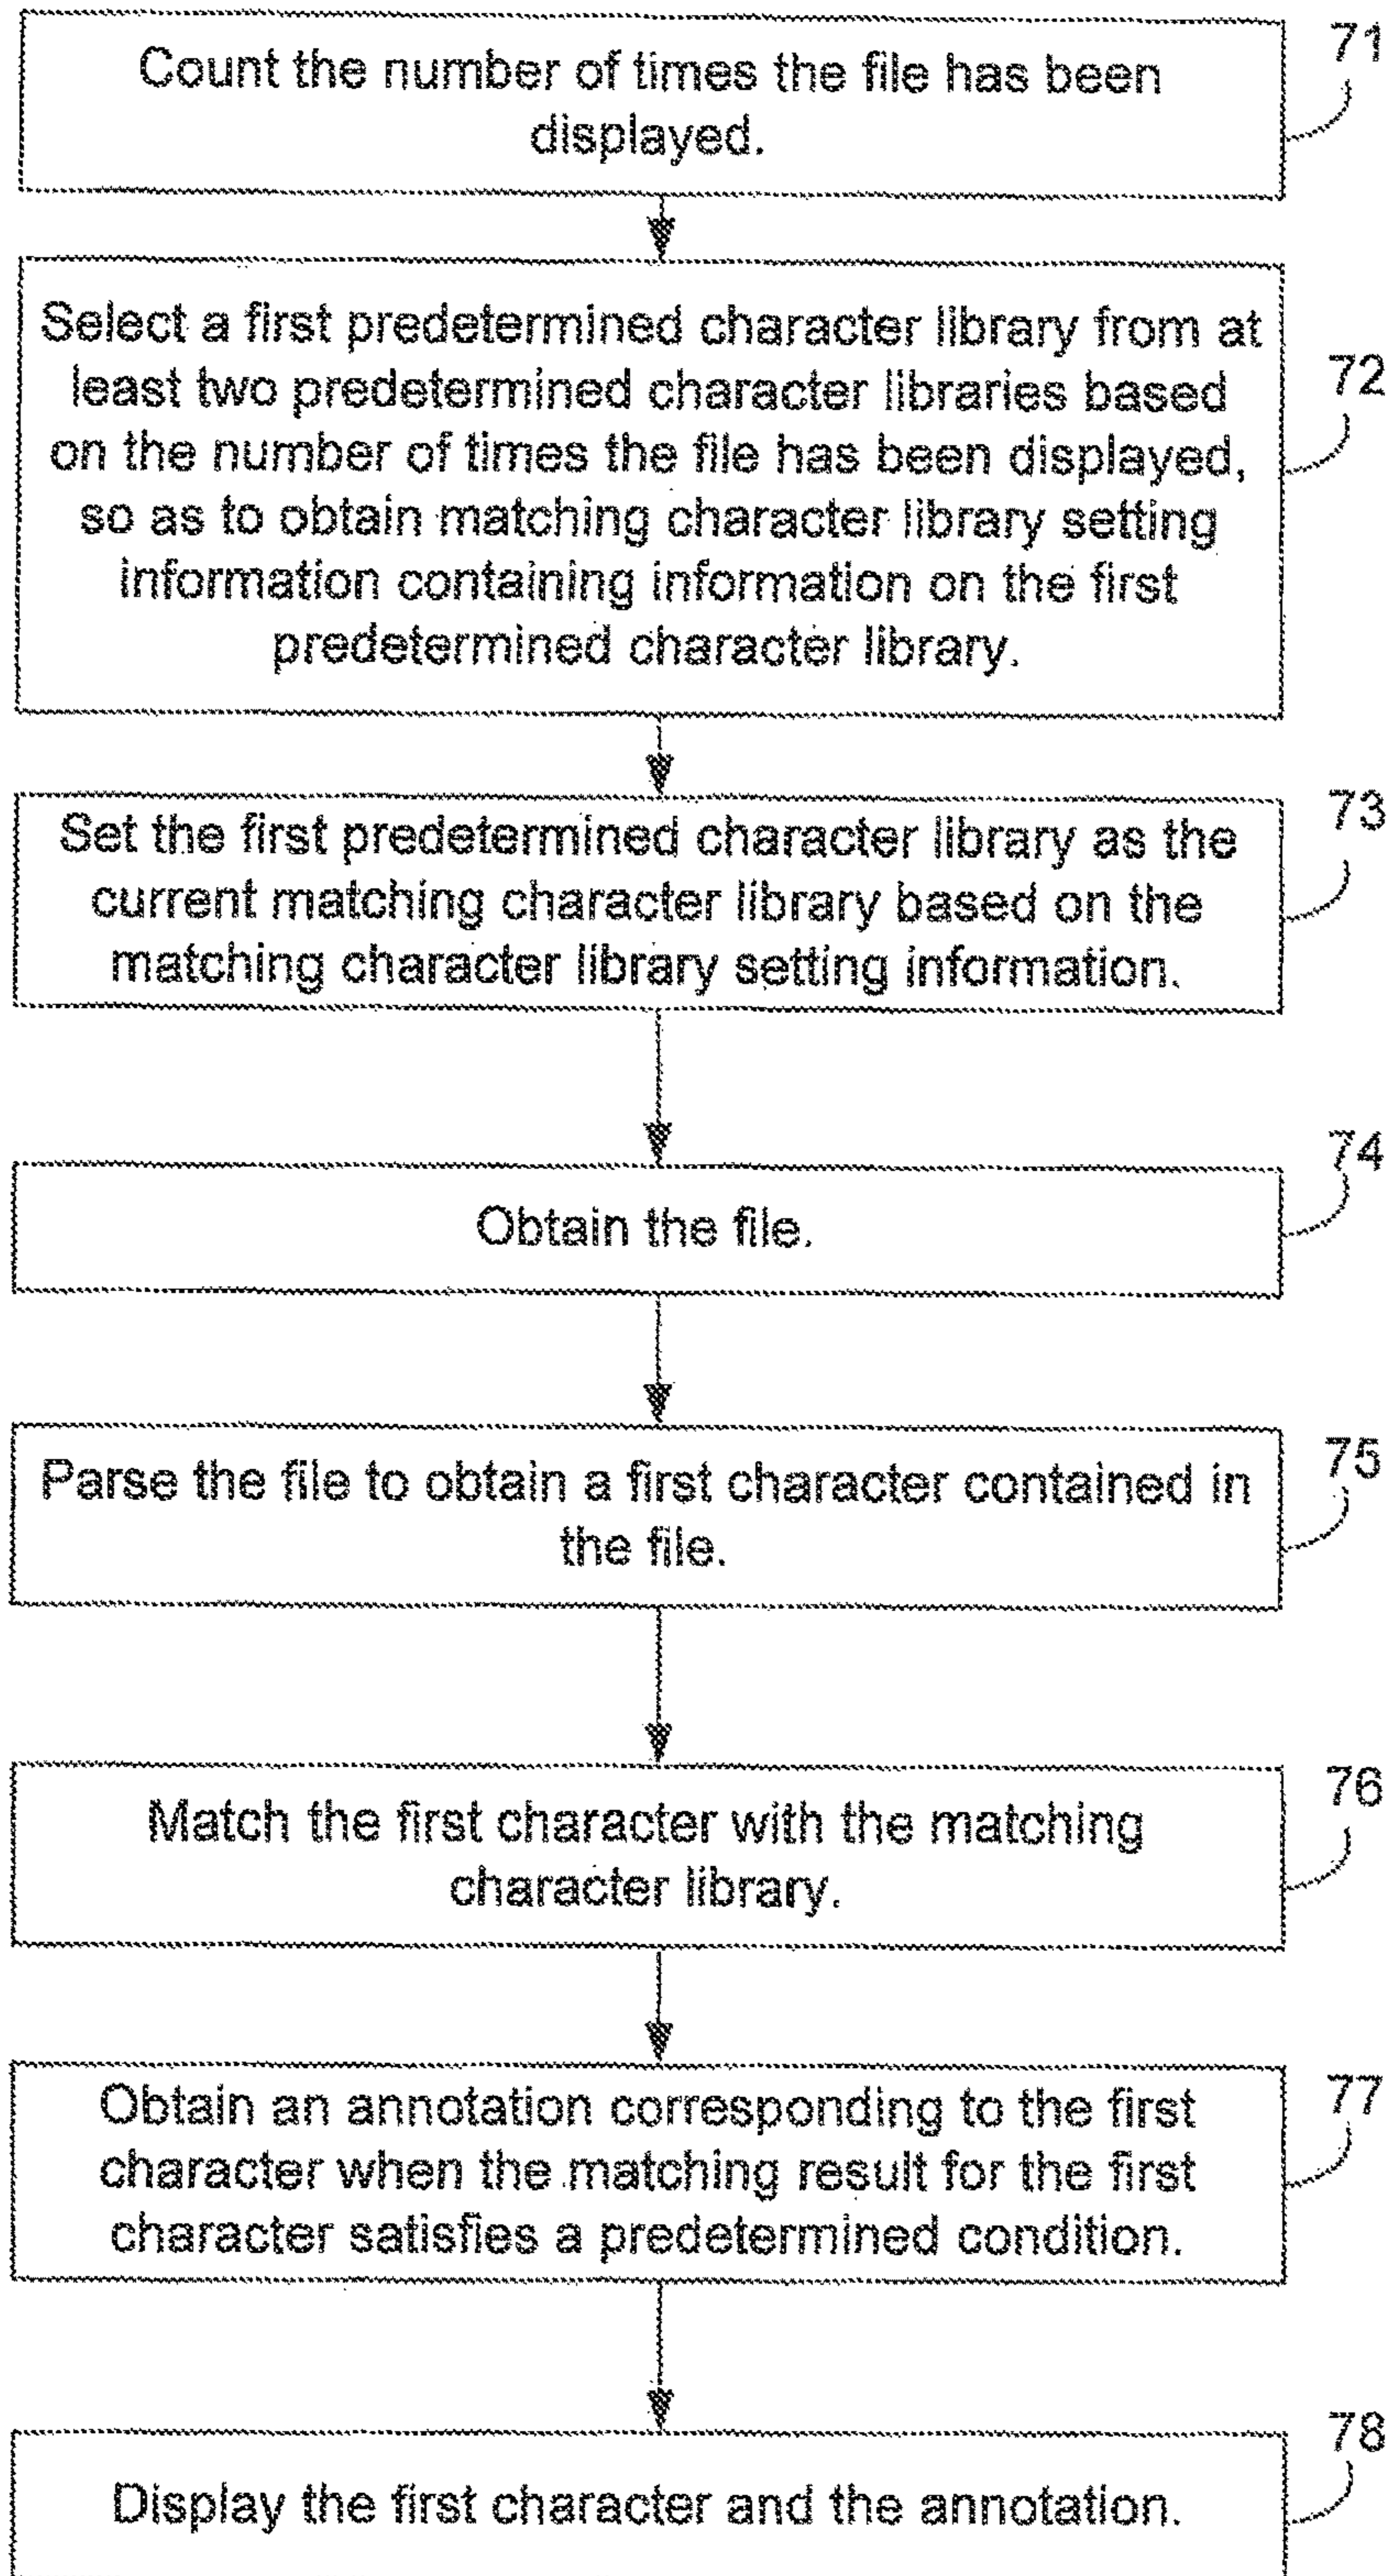 Count the number of times the file has been
displayed.
71
Select a first predetermined character library from at
least two predetermined character libraries based
on the number of times the file has been displayed,
so as to obtain matching character library setting
information containing information on the first
predetermined character library.
72
Set the first predetermined character library as the
current matching character library based on the
matching character library setting information.
73
Obtain the file.
74
Parse the file to obtain a first character contained in
the file.
75
Match the first character with the matching
character library.
76
Obtain an annotation corresponding to the first
character when the matching result for the first
character satisfies a predetermined condition.
77
Display the first character and the annotation.
78